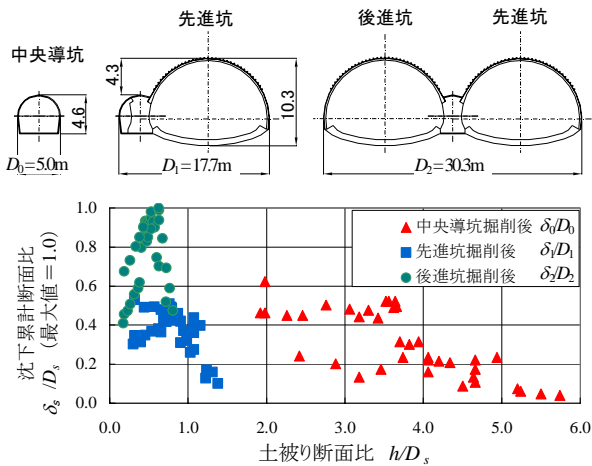 中央導坑
先進坑
後進坑
先進坑
4.6
4.3
10.3
D0=5.0m
D1=17.7m
D2=30.3m
沈下累計断面比
δs /Ds (最大値=1.0)
1.0
0.8
0.6
0.4
0.2
0.0
中央導坑掘削後 δ0/D0
先進坑掘削後 δ1/D1
後進坑掘削後 δ2/D2
0.0 1.0 2.0 3.0 4.0 5.0 6.0
土被り断面比 h/Ds